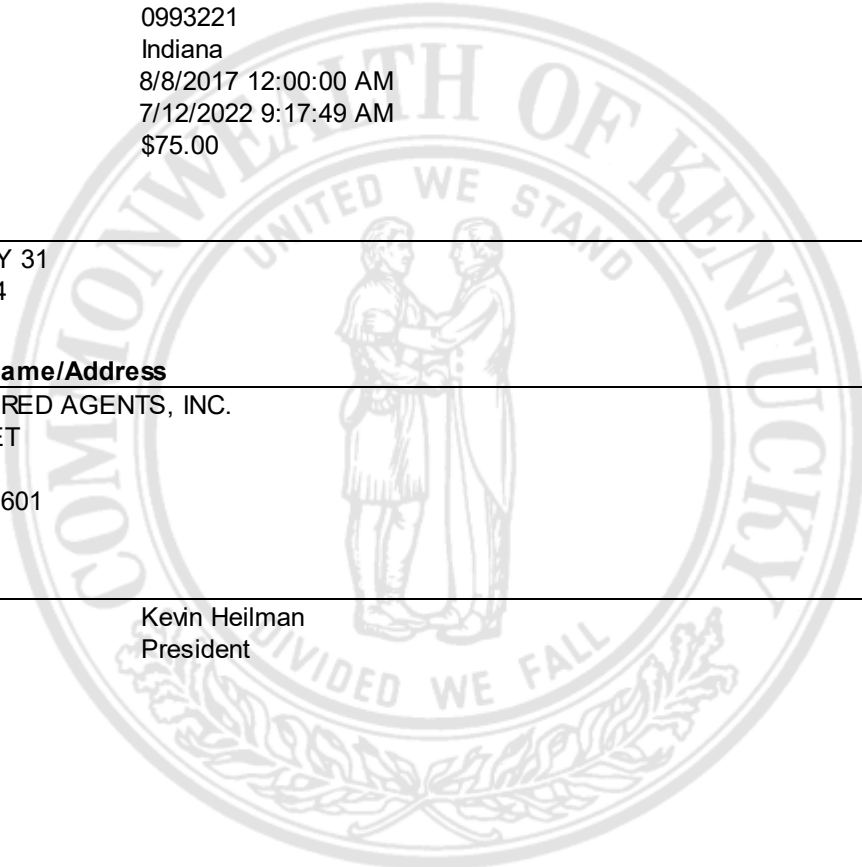 0993221
Indiana
8/8/2017 12:00:00 AM
7/12/2022 9:17:49 AM
$75.00
COMMONWEALTH OF KENTUCKY
UNITED WE STAND
Y 31
4
ame/Address
RED AGENTS, INC.
ET
601
Kevin Heilman
President
DIVIDED WE FALL